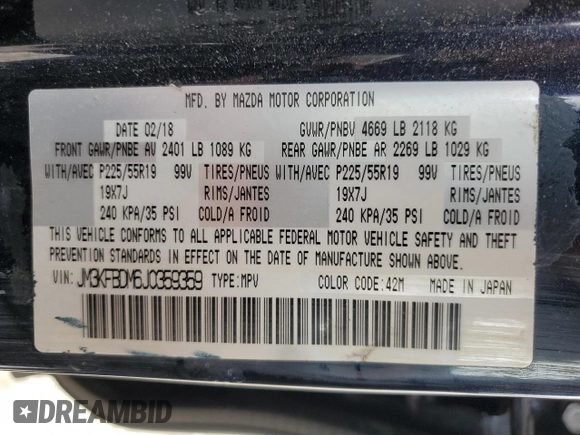 MFD. BY MAZDA MOTOR CORPORATION
DATE 02/18 GVWR/PNBV 4669 LB 2118 KG
FRONT GAWR/PNBE AV 2401 LB 1089 KG REAR GAWR/PNBE AR 2269 LB 1029 KG
WITH/AVEC P225/55R19 99V TIRES/PNEUS WITH/AVEC P225/55R19 99V TIRES/PNEUS
19X7J RIMS/JANTES 19X7J RIMS/JANTES
240 KPA/35 PSI COLD/A FROID 240 KPA/35 PSI COLD/A FROID
THIS VEHICLE CONFORMS TO ALL APPLICABLE FEDERAL MOTOR VEHICLE SAFETY AND THEFT
PREVENTION STANDARDS IN EFFECT ON THE DATE OF MANUFACTURE SHOWN ABOVE.
VIN: JM3KFBDM6J0359359 TYPE:MPV COLOR CODE:42M MADE IN JAPAN
DREAMBID